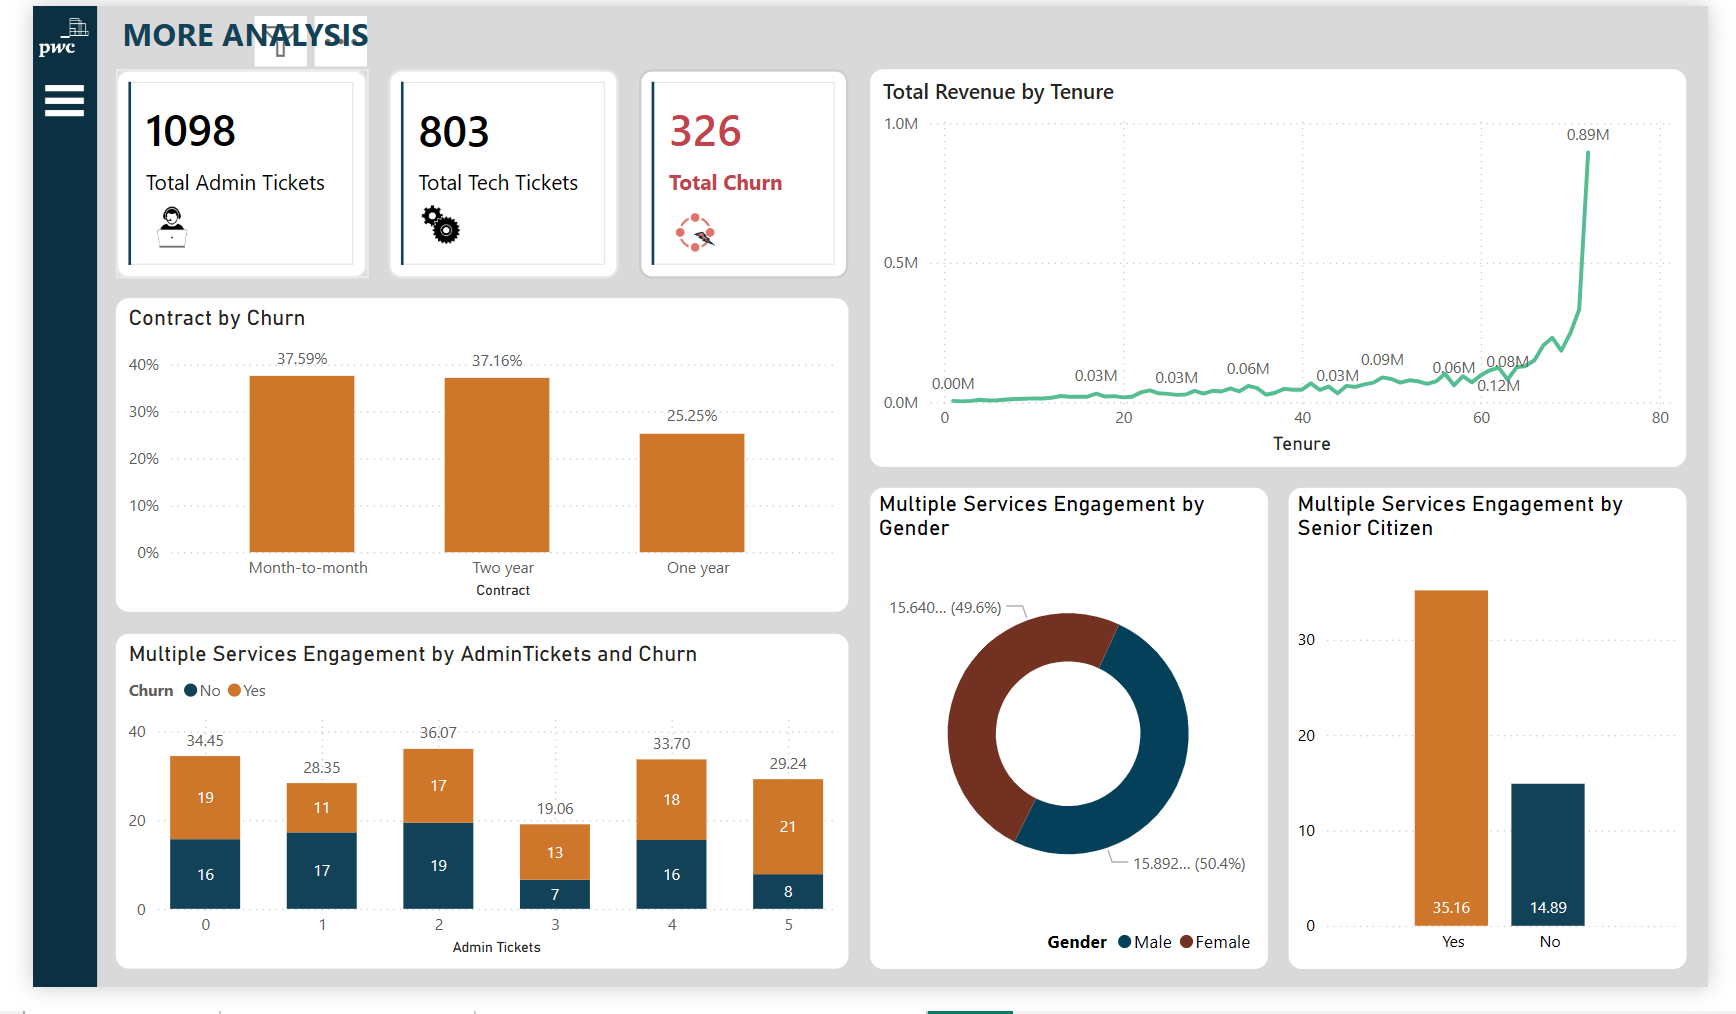 pwc
MORE ANALYSIS
1098
Total Admin Tickets
803
Total Tech Tickets
326
Total Churn
Total Revenue by Tenure
1.0M
0.5M
0.0M
0.89M
0.00M
0.03M
0.03M
0.06M
0.03M
0.09M
0.06M
0.08M
0.12M
0
20
40
60
80
Tenure
Contract by Churn
40%
30%
20%
10%
0%
37.59%
37.16%
25.25%
Month-to-month
Two year
One year
Contract
Multiple Services Engagement by AdminTickets and Churn
Churn No Yes
40
20
0
34.45
28.35
36.07
19.06
33.70
29.24
19
11
17
13
18
21
16
17
19
7
16
8
0
1
2
3
4
5
Admin Tickets
Multiple Services Engagement by
Gender
15.640... (49.6%)
15.892... (50.4%)
Gender Male Female
Multiple Services Engagement by
Senior Citizen
30
20
10
0
35.16
14.89
Yes
No